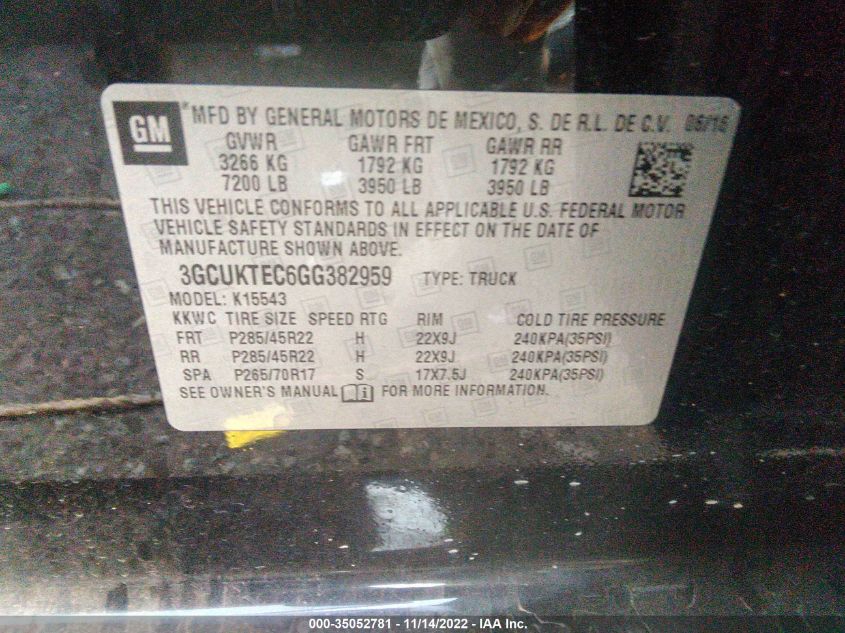 GM
MFD BY GENERAL MOTORS DE MEXICO, S. DE R.L. DE C.V. 06/16
GVWR GAWR FRT GAWR RR
3266 KG 1792 KG 1792 KG
7200 LB 3950 LB 3950 LB
THIS VEHICLE CONFORMS TO ALL APPLICABLE U.S. FEDERAL MOTOR
VEHICLE SAFETY STANDARDS IN EFFECT ON THE DATE OF
MANUFACTURE SHOWN ABOVE.
3GCUKTEC6GG382959 TYPE: TRUCK
MODEL: K15543
KKWC TIRE SIZE SPEED RTG RIM COLD TIRE PRESSURE
FRT P285/45R22 H 22X9J 240KPA(35PSI)
RR P285/45R22 H 22X9J 240KPA(35PSI)
SPA P265/70R17 S 17X7.5J 240KPA(35PSI)
SEE OWNER'S MANUAL FOR MORE INFORMATION.
000-35052781 - 11/14/2022 - IAA Inc.